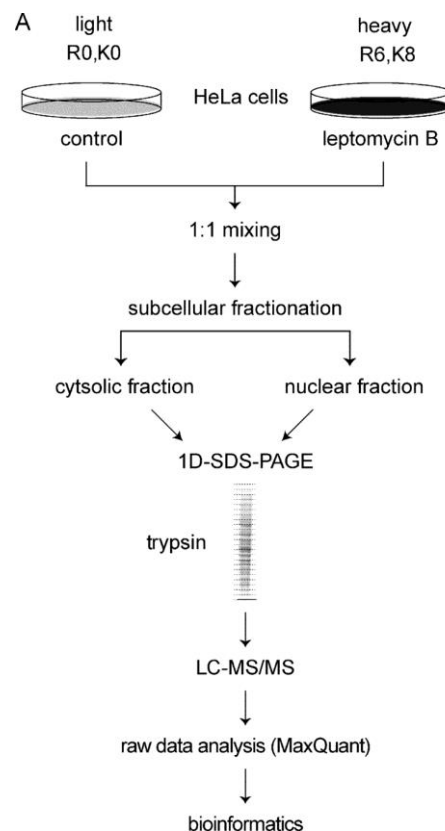 A
light
R0,K0
heavy
R6,K8
HeLa cells
control
leptomycin B
1:1 mixing
subcellular fractionation
cytsolic fraction
nuclear fraction
1D-SDS-PAGE
trypsin
LC-MS/MS
raw data analysis (MaxQuant)
bioinformatics